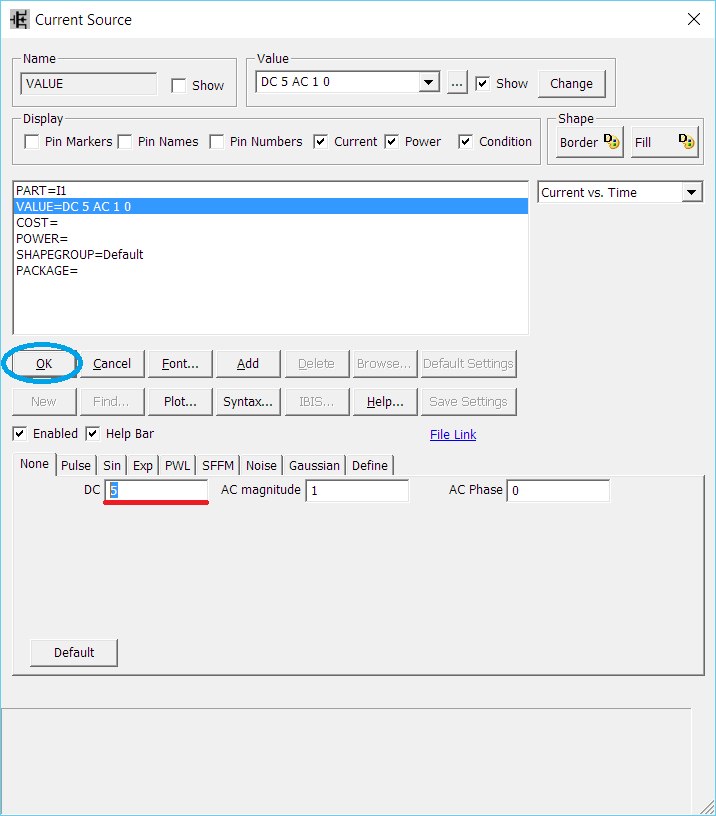 Current Source
Name
VALUE
Show
Value
DC 5 AC 1 0
...
Show
Change
Display
Pin Markers
Pin Names
Pin Numbers
Current
Power
Condition
Shape
Border
Fill
PART=I1
VALUE=DC 5 AC 1 0
COST=
POWER=
SHAPEGROUP=Default
PACKAGE=
Current vs. Time
OK
Cancel
Font...
Add
Delete
Browse...
Default Settings
New
Find...
Plot...
Syntax...
IBIS...
Help...
Save Settings
Enabled
Help Bar
File Link
None
Pulse
Sin
Exp
PWL
SFFM
Noise
Gaussian
Define
DC
5
AC magnitude
1
AC Phase
0
Default